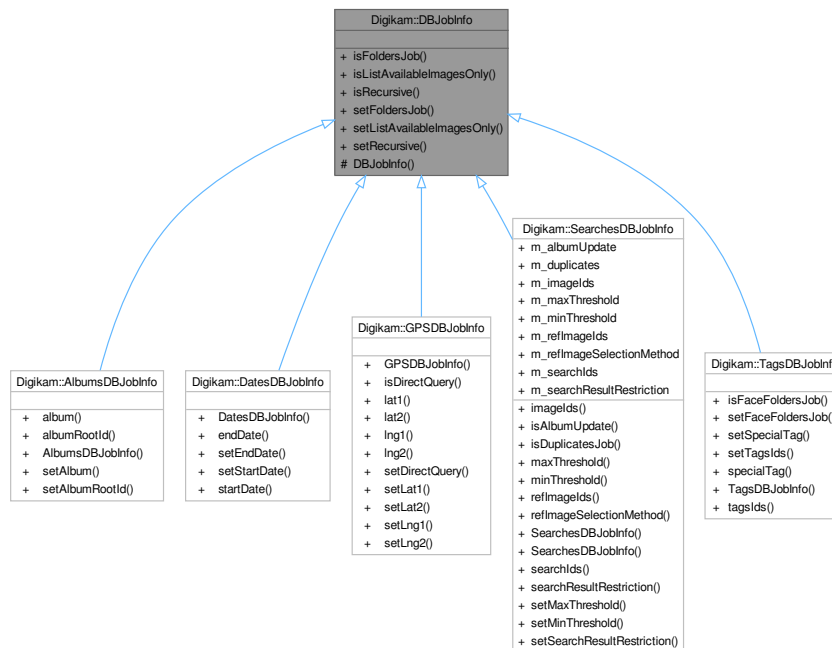 Digikam::DBJobInfo
+ isFoldersJob()
+ isListAvailableImagesOnly()
+ isRecursive()
+ setFoldersJob()
+ setListAvailableImagesOnly()
+ setRecursive()
# DBJobInfo()
Digikam::AlbumsDBJobInfo
+ album()
+ albumRootId()
+ AlbumsDBJobInfo()
+ setAlbum()
+ setAlbumRootId()
Digikam::DatesDBJobInfo
+ DatesDBJobInfo()
+ endDate()
+ setEndDate()
+ setStartDate()
+ startDate()
Digikam::GPSDBJobInfo
+ GPSDBJobInfo()
+ isDirectQuery()
+ lat1()
+ lat2()
+ lng1()
+ lng2()
+ setDirectQuery()
+ setLat1()
+ setLat2()
+ setLng1()
+ setLng2()
Digikam::SearchesDBJobInfo
+ m_albumUpdate
+ m_duplicates
+ m_imageIds
+ m_maxThreshold
+ m_minThreshold
+ m_refImageIds
+ m_refImageSelectionMethod
+ m_searchIds
+ m_searchResultRestriction
+ imageIds()
+ isAlbumUpdate()
+ isDuplicatesJob()
+ maxThreshold()
+ minThreshold()
+ refImageIds()
+ refImageSelectionMethod()
+ SearchesDBJobInfo()
+ SearchesDBJobInfo()
+ searchIds()
+ searchResultRestriction()
+ setMaxThreshold()
+ setMinThreshold()
+ setSearchResultRestriction()
Digikam::TagsDBJobInf
+ isFaceFoldersJob()
+ setFaceFoldersJob()
+ setSpecialTag()
+ setTagsIds()
+ specialTag()
+ TagsDBJobInfo()
+ tagsIds()